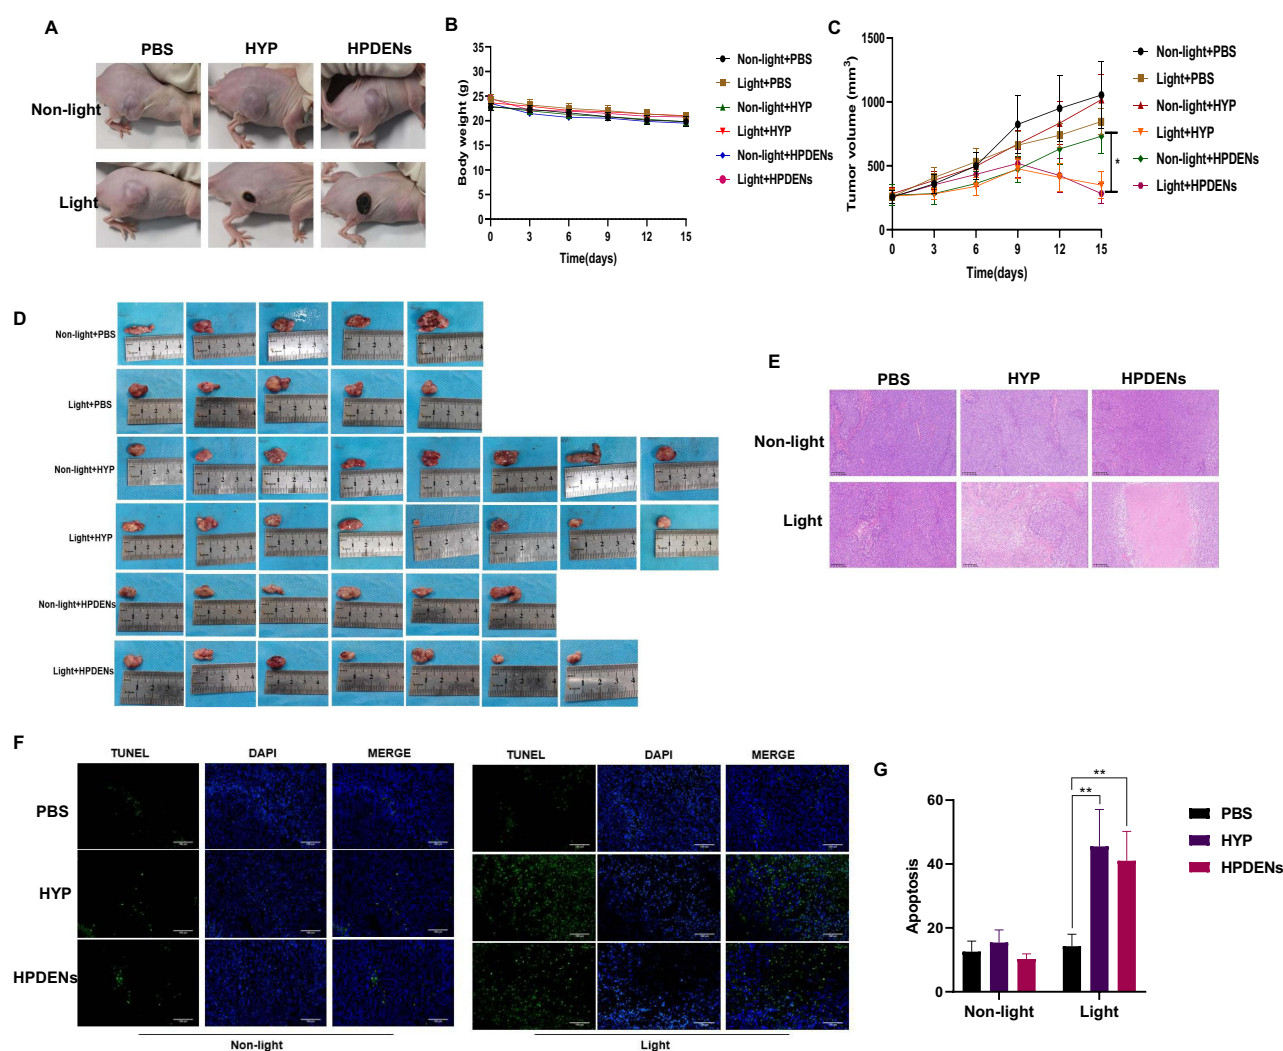 A
PBS
HYP
HPDENs
Non-light
Light
B
Body weight (g)
35
30
25
20
15
10
5
0
0 3 6 9 12 15
Time(days)
Non-light+PBS
Light+PBS
Non-light+HYP
Light+HYP
Non-light+HPDENs
Light+HPDENs
C
Tumor volume (mm³)
1500
1000
500
0
0 3 6 9 12 15
Time(days)
*
Non-light+PBS
Light+PBS
Non-light+HYP
Light+HYP
Non-light+HPDENs
Light+HPDENs
D
Non-light+PBS
Light+PBS
Non-light+HYP
Light+HYP
Non-light+HPDENs
Light+HPDENs
E
PBS
HYP
HPDENs
Non-light
Light
F
TUNEL
DAPI
MERGE
TUNEL
DAPI
MERGE
PBS
HYP
HPDENs
Non-light
Light
G
Apoptosis
60
40
20
0
**
**
Non-light
Light
PBS
HYP
HPDENs